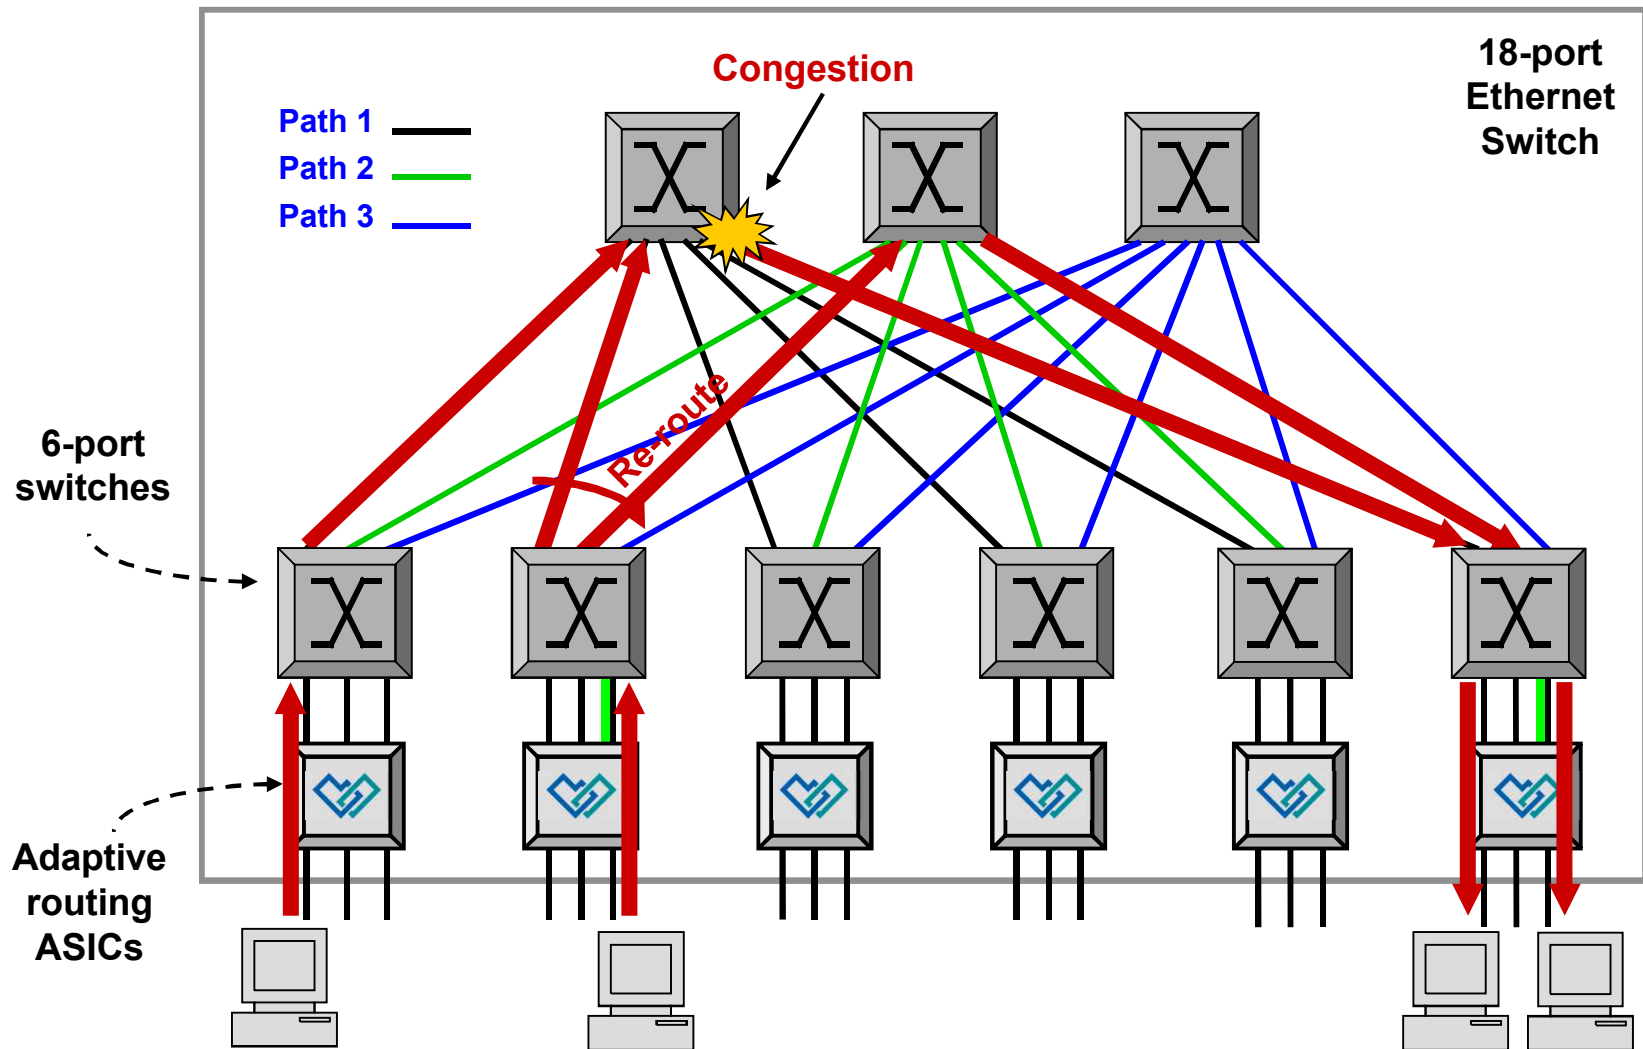 Congestion
18-port
Ethernet
Switch
Path 1
Path 2
Path 3
Re-route
6-port
switches
Adaptive
routing
ASICs